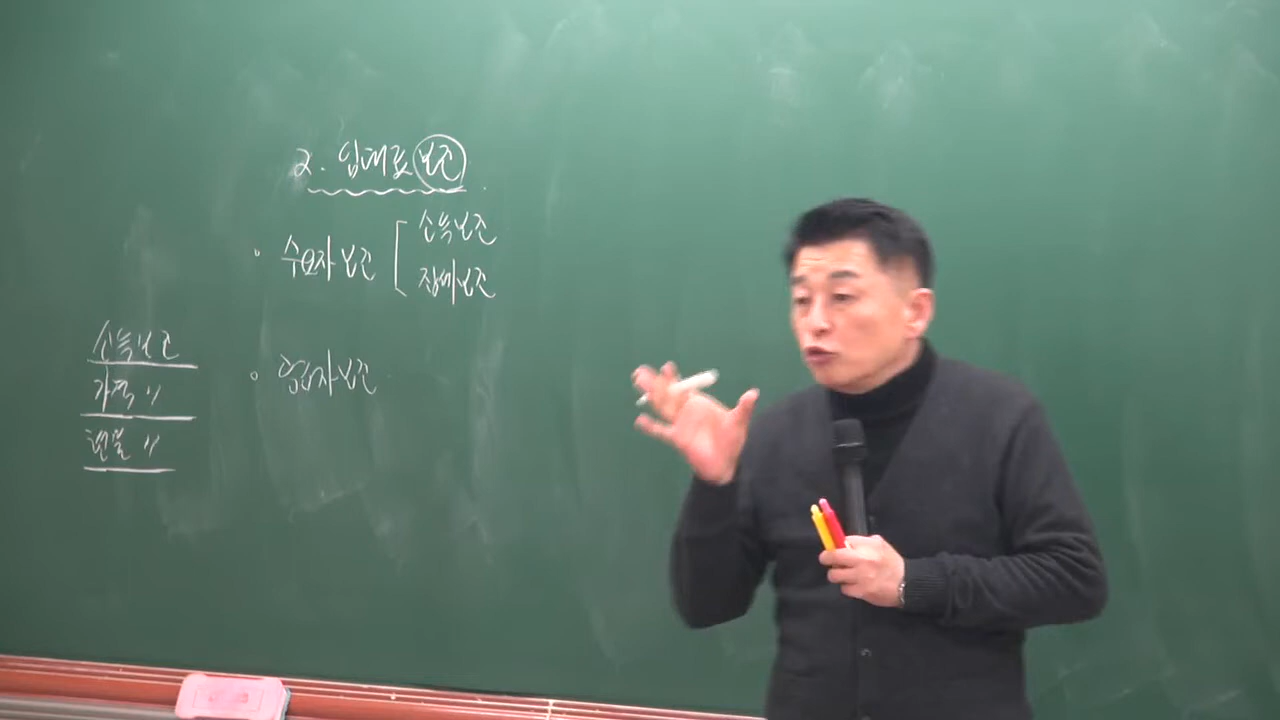 2. 임대료 보조
· 수요자 보조 [ 소득보조
집세보조
· 공급자 보조
소득보조
가격 〃
현물 〃